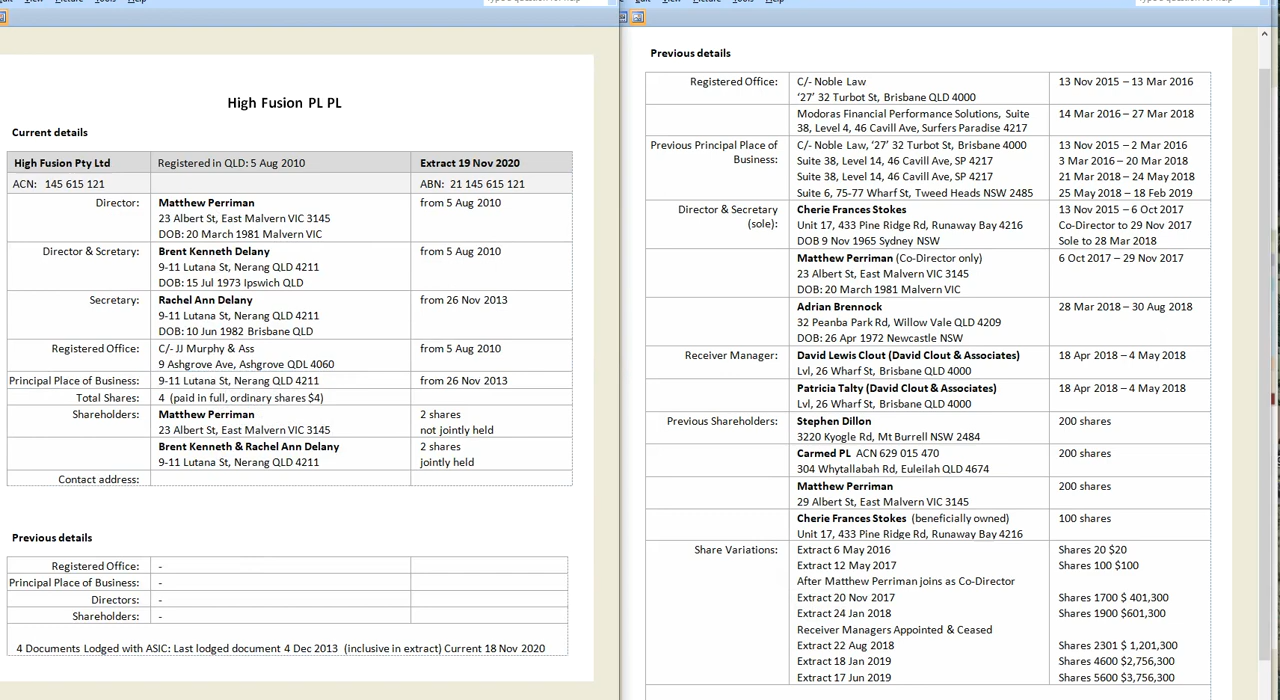 High Fusion PL PL
Current details
High Fusion Pty Ltd Registered in QLD: 5 Aug 2010 Extract 19 Nov 2020
ACN: 145 615 121 ABN: 21 145 615 121
Director: Matthew Perriman from 5 Aug 2010
23 Albert St, East Malvern VIC 3145
DOB: 20 March 1981 Malvern VIC
Director & Sretary: Brent Kenneth Delany from 5 Aug 2010
9-11 Lutana St, Nerang QLD 4211
DOB: 15 Jul 1973 Ipswich QLD
Secretary: Rachel Ann Delany from 26 Nov 2013
9-11 Lutana St, Nerang QLD 4211
DOB: 10 Jun 1982 Brisbane QLD
Registered Office: C/- JJ Murphy & Ass from 5 Aug 2010
9 Ashgrove Ave, Ashgrove QDL 4060
Principal Place of Business: 9-11 Lutana St, Nerang QLD 4211 from 26 Nov 2013
Total Shares: 4 (paid in full, ordinary shares $4)
Shareholders: Matthew Perriman 2 shares
23 Albert St, East Malvern VIC 3145 not jointly held
Brent Kenneth & Rachel Ann Delany 2 shares
9-11 Lutana St, Nerang QLD 4211 jointly held
Contact address:
Previous details
Registered Office: -
Principal Place of Business: -
Directors: -
Shareholders: -
4 Documents Lodged with ASIC: Last lodged document 4 Dec 2013 (inclusive in extract) Current 18 Nov 2020
Previous details
Registered Office: C/- Noble Law 13 Nov 2015 – 13 Mar 2016
‘27’ 32 Turbot St, Brisbane QLD 4000
Modoras Financial Performance Solutions, Suite 14 Mar 2016 – 27 Mar 2018
38, Level 4, 46 Cavill Ave, Surfers Paradise 4217
Previous Principal Place of C/- Noble Law, ‘27’ 32 Turbot St, Brisbane 4000 13 Nov 2015 – 2 Mar 2016
Business: Suite 38, Level 14, 46 Cavill Ave, SP 4217 3 Mar 2016 – 20 Mar 2018
Suite 38, Level 14, 46 Cavill Ave, SP 4217 21 Mar 2018 – 24 May 2018
Suite 6, 75-77 Wharf St, Tweed Heads NSW 2485 25 May 2018 – 18 Feb 2019
Director & Secretary Cherie Frances Stokes 13 Nov 2015 – 6 Oct 2017
(sole): Unit 17, 433 Pine Ridge Rd, Runaway Bay 4216 Co-Director to 29 Nov 2017
DOB 9 Nov 1965 Sydney NSW Sole to 28 Mar 2018
Matthew Perriman (Co-Director only) 6 Oct 2017 – 29 Nov 2017
23 Albert St, East Malvern VIC 3145
DOB: 20 March 1981 Malvern VIC
Adrian Brennock 28 Mar 2018 – 30 Aug 2018
32 Peanba Park Rd, Willow Vale QLD 4209
DOB: 26 Apr 1972 Newcastle NSW
Receiver Manager: David Lewis Clout (David Clout & Associates) 18 Apr 2018 – 4 May 2018
Lvl, 26 Wharf St, Brisbane QLD 4000
Patricia Talty (David Clout & Associates) 18 Apr 2018 – 4 May 2018
Lvl, 26 Wharf St, Brisbane QLD 4000
Previous Shareholders: Stephen Dillon 200 shares
3220 Kyogle Rd, Mt Burrell NSW 2484
Carmed PL ACN 629 015 470 200 shares
304 Whytallabah Rd, Euleilah QLD 4674
Matthew Perriman 200 shares
29 Albert St, East Malvern VIC 3145
Cherie Frances Stokes (beneficially owned) 100 shares
Unit 17, 433 Pine Ridge Rd, Runaway Bay 4216
Share Variations: Extract 6 May 2016 Shares 20 $20
Extract 12 May 2017 Shares 100 $100
After Matthew Perriman joins as Co-Director
Extract 20 Nov 2017 Shares 1700 $ 401,300
Extract 24 Jan 2018 Shares 1900 $601,300
Receiver Managers Appointed & Ceased
Extract 22 Aug 2018 Shares 2301 $ 1,201,300
Extract 18 Jan 2019 Shares 4600 $2,756,300
Extract 17 Jun 2019 Shares 5600 $3,756,300